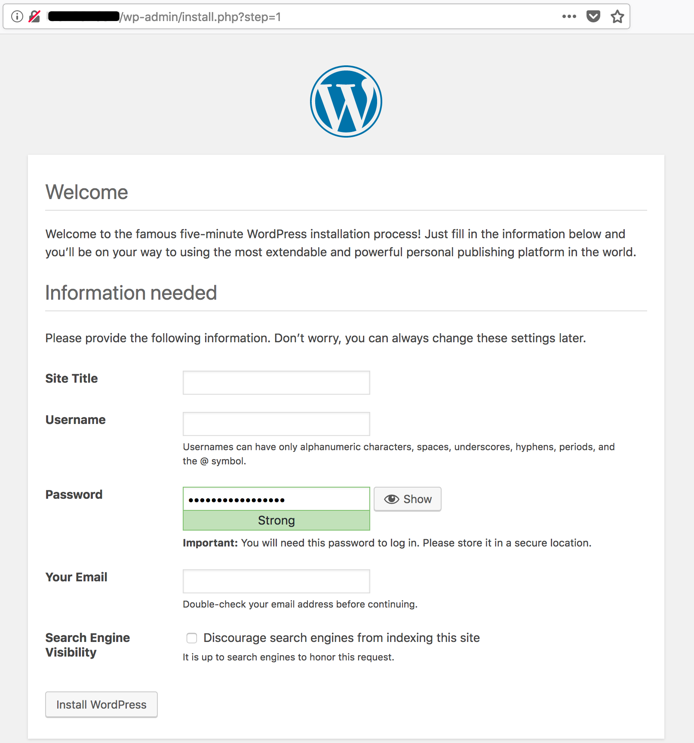 /wp-admin/install.php?step=1
Welcome
Welcome to the famous five-minute WordPress installation process! Just fill in the information below and
you’ll be on your way to using the most extendable and powerful personal publishing platform in the world.
Information needed
Please provide the following information. Don’t worry, you can always change these settings later.
Site Title
Username
Usernames can have only alphanumeric characters, spaces, underscores, hyphens, periods, and
the @ symbol.
Password
Show
Strong
Important: You will need this password to log in. Please store it in a secure location.
Your Email
Double-check your email address before continuing.
Search Engine
Visibility
Discourage search engines from indexing this site
It is up to search engines to honor this request.
Install WordPress